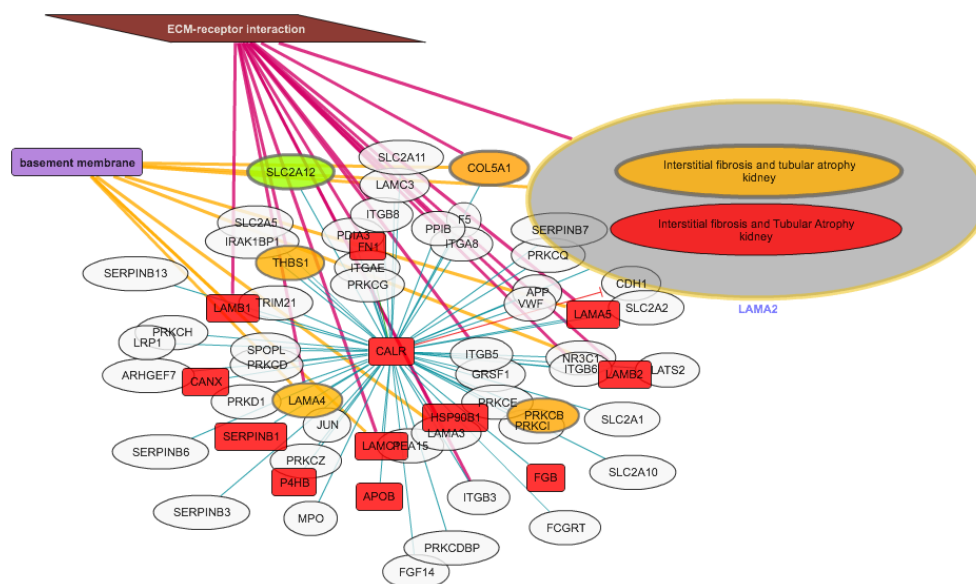 ECM-receptor interaction
basement membrane
SLC2A12
SLC2A11
COL5A1
LAMC3
Interstitial fibrosis and tubular atrophy
kidney
Interstitial fibrosis and Tubular Atrophy
kidney
LAMA2
ITGB8
F5
SLC2A5
PDIA3
PPIB
SERPINB7
IRAK1BP1
FN1
ITGA8
THBS1
ITGAE
PRKCQ
SERPINB13
PRKCG
APP
CDH1
LAMB1
TRIM21
VWF
LAMA5
SLC2A2
PRKCH
LRP1
SPOPL
CALR
ITGB5
NR3C1
PRKCD
ITGB6
LATS2
ARHGEF7
CANX
GRSF1
LAMB2
PRKD1
LAMA4
PRKCE
HSP90B1
PRKCB
JUN
PRKCI
SLC2A1
SERPINB1
LAMA3
LAMC1
PEA15
SERPINB6
PRKCZ
SLC2A10
P4HB
FGB
APOB
ITGB3
SERPINB3
MPO
FCGRT
PRKCDBP
FGF14